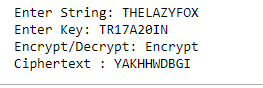 Enter String: THELAZYFOX
Enter Key: TR17A20IN
Encrypt/Decrypt: Encrypt
Ciphertext : YAKHHWDBGI